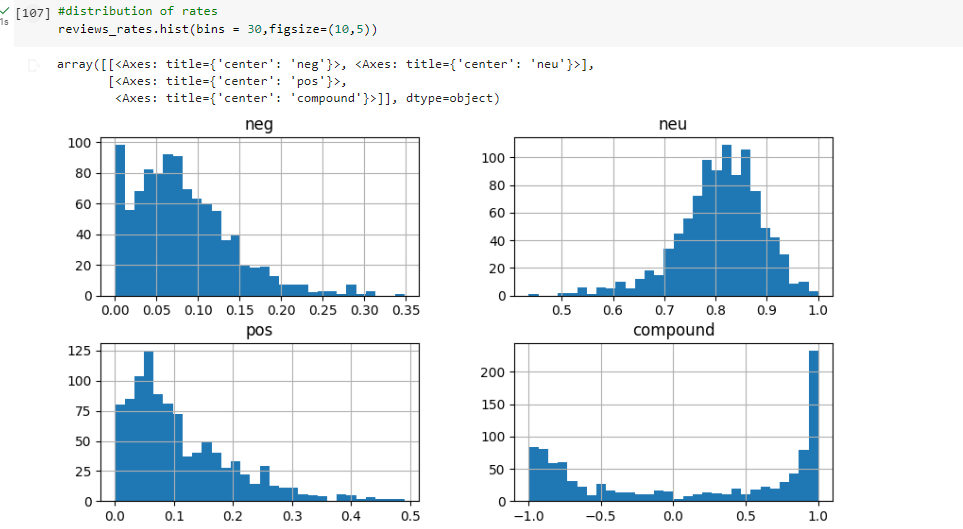 [107] #distribution of rates
1s
reviews_rates.hist(bins = 30,figsize=(10,5))
array([[<Axes: title={'center': 'neg'}>, <Axes: title={'center': 'neu'}>],
[<Axes: title={'center': 'pos'}>,
<Axes: title={'center': 'compound'}>]], dtype=object)
neg
100
80
60
40
20
0
0.00 0.05 0.10 0.15 0.20 0.25 0.30 0.35
neu
100
80
60
40
20
0
0.5 0.6 0.7 0.8 0.9 1.0
pos
125
100
75
50
25
0
0.0 0.1 0.2 0.3 0.4 0.5
compound
200
150
100
50
0
−1.0 −0.5 0.0 0.5 1.0